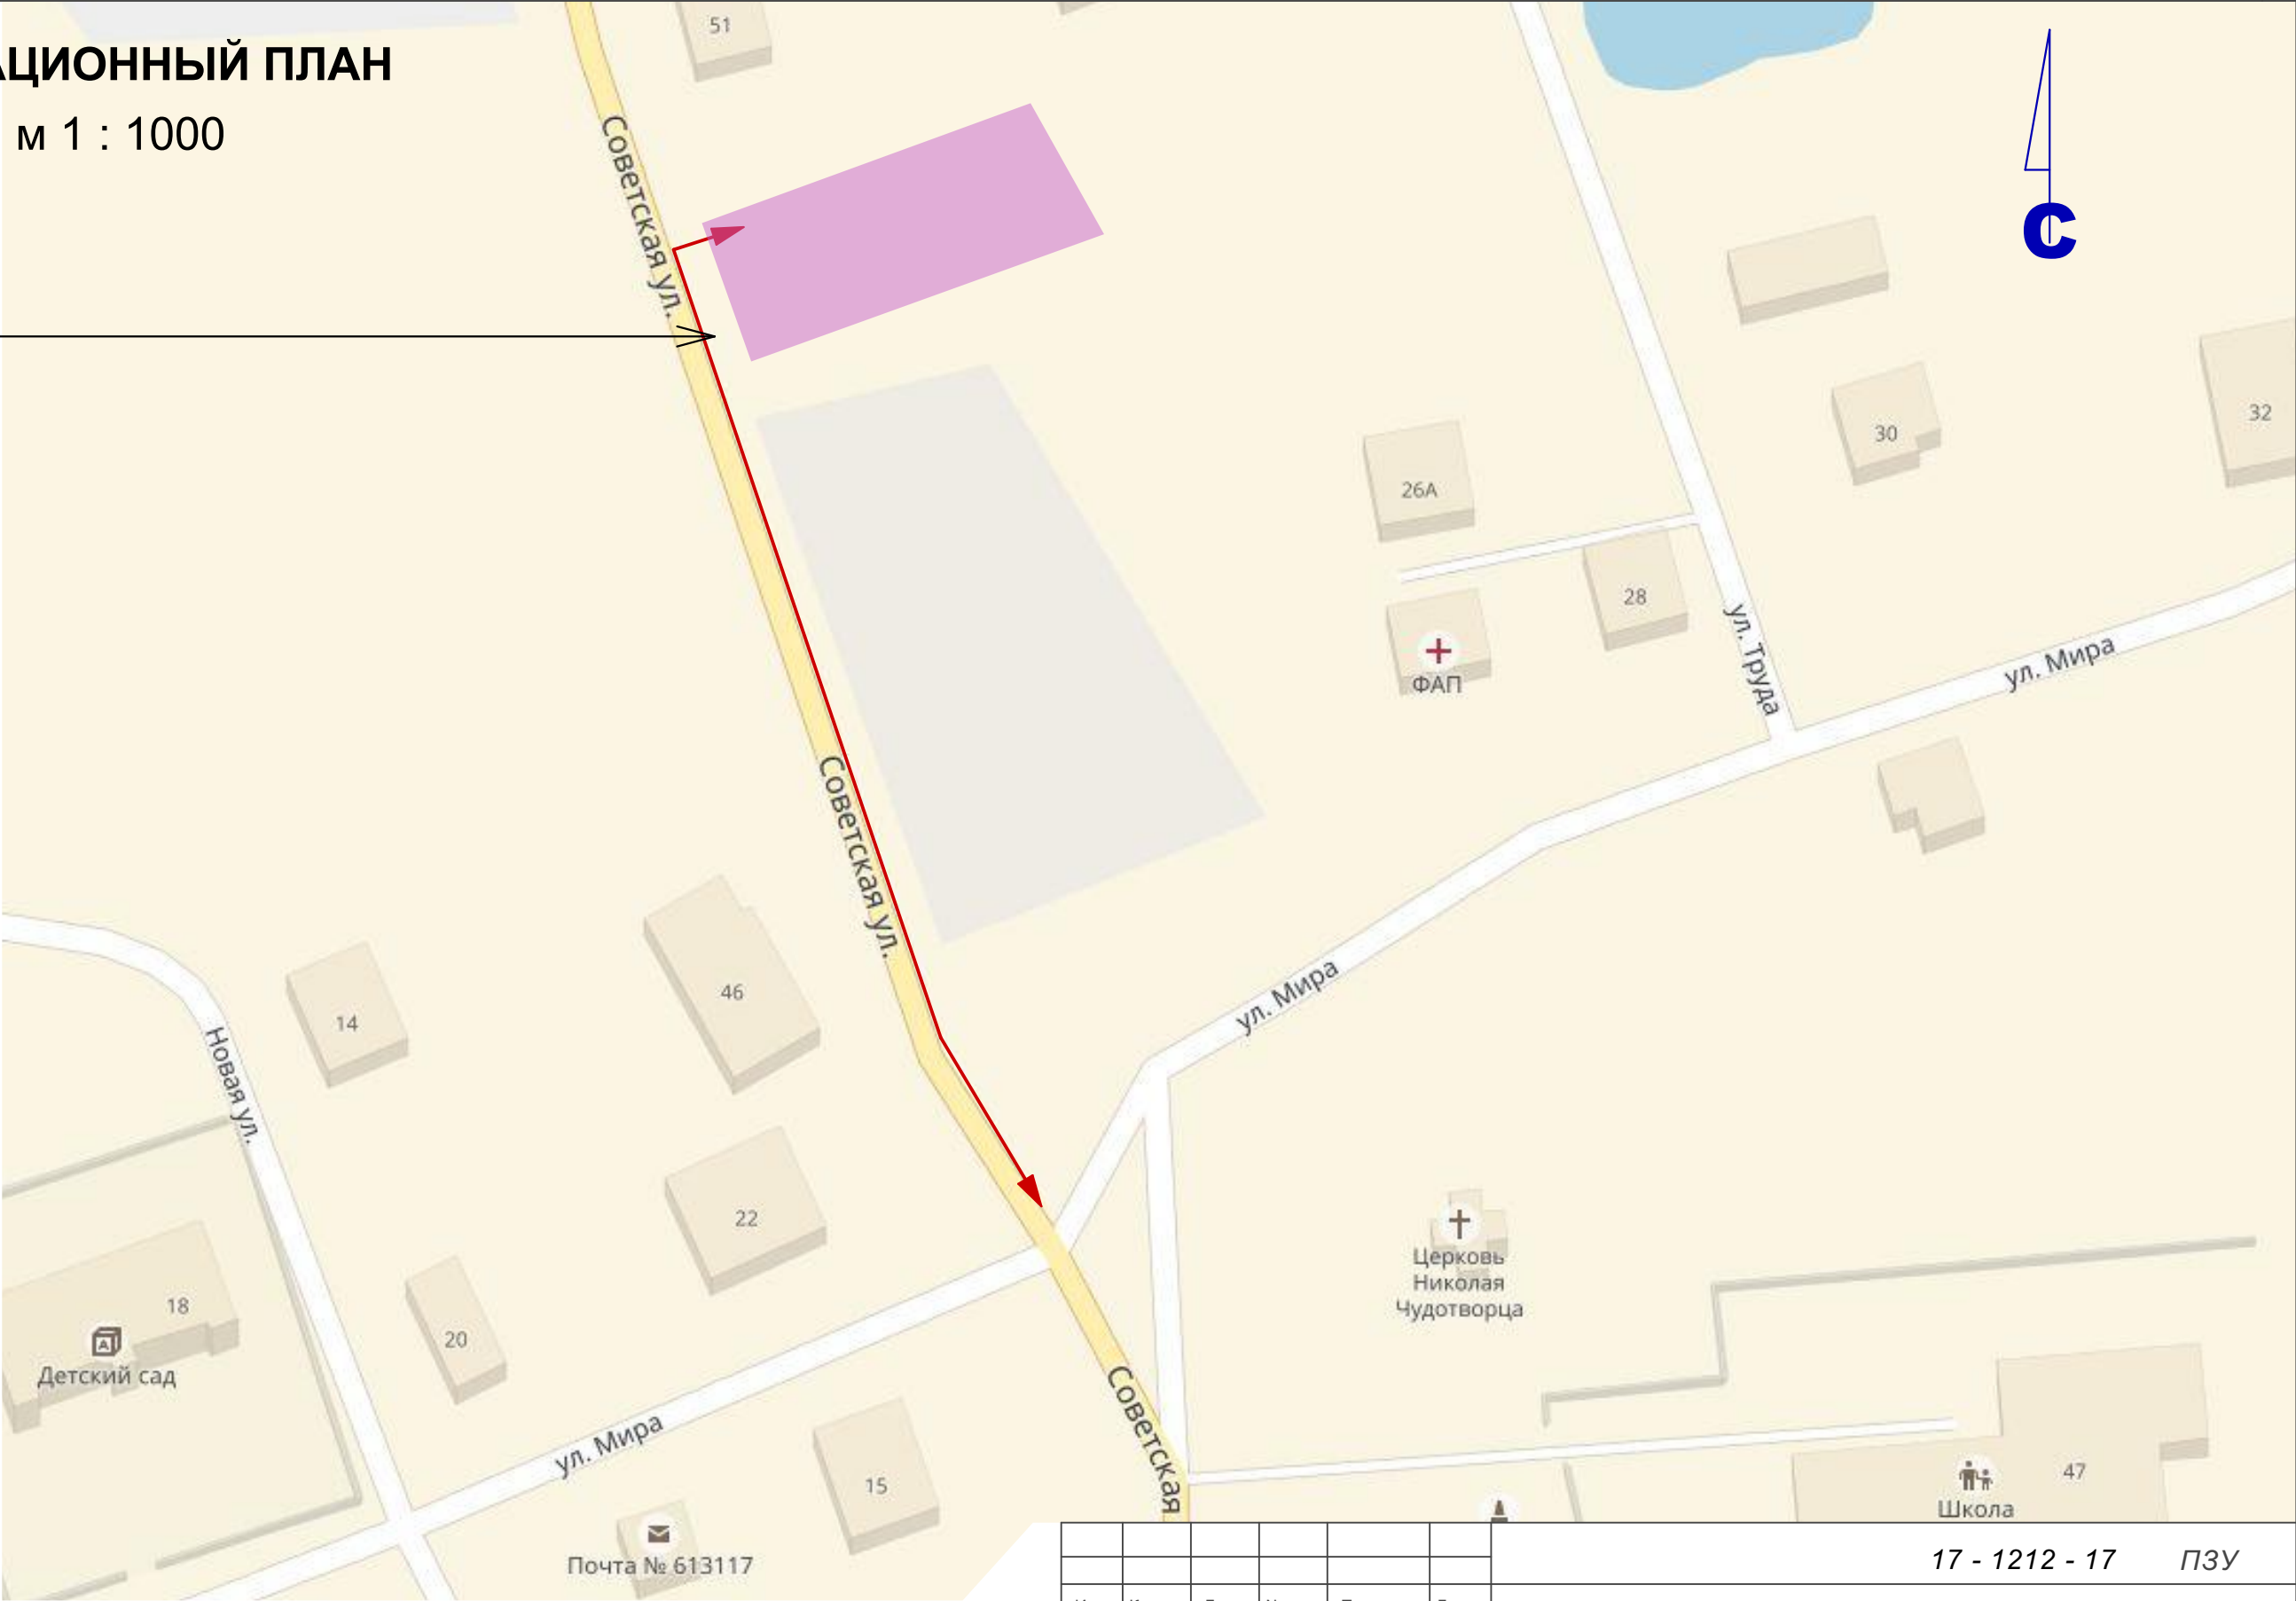 51
АЦИОННЫЙ ПЛАН
м 1 : 1000
Советская ул.
С
30
32
26А
28
ФАП
ул. Труда
ул. Мира
Советская ул.
ул. Мира
46
14
Новая ул.
22
18
20
Детский сад
Церковь
Николая
Чудотворца
Советская
ул. Мира
15
47
Школа
Почта № 613117
17 - 1212 - 17
ПЗУ